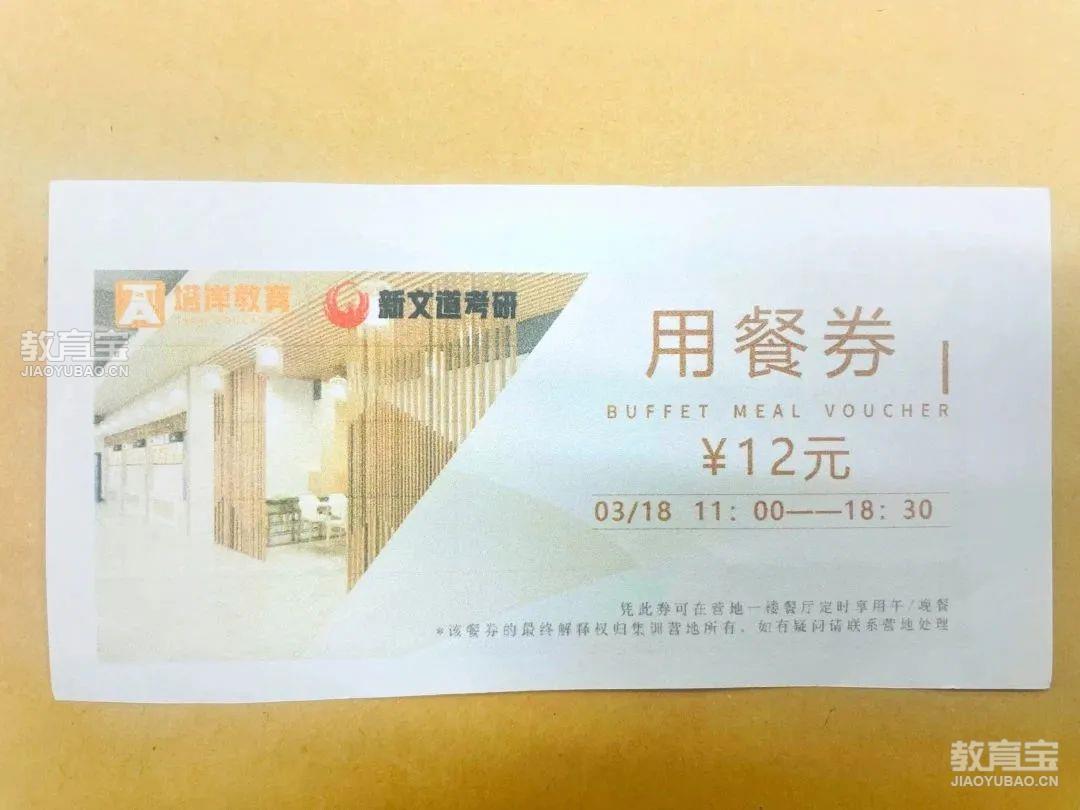 塔岸教育
新文道考研
教育宝
JIAOYUBAO.CN
用餐券
BUFFET MEAL VOUCHER
¥12元
03/18 11：00——18：30
凭此券可在营地一楼餐厅定时享用午/晚餐
*该餐券的最终解释权归集训营地所有，如有疑问请联系营地处理
教育宝
JIAOYUBAO.CN